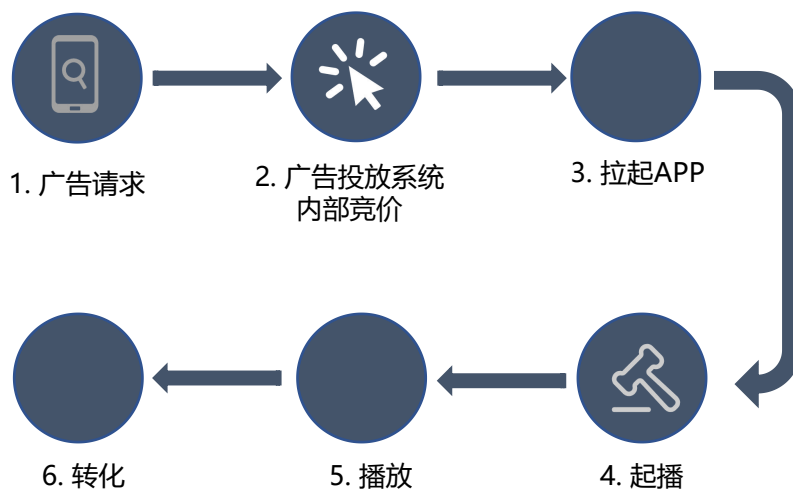 1. 广告请求
2. 广告投放系统
内部竞价
3. 拉起APP
4. 起播
5. 播放
6. 转化